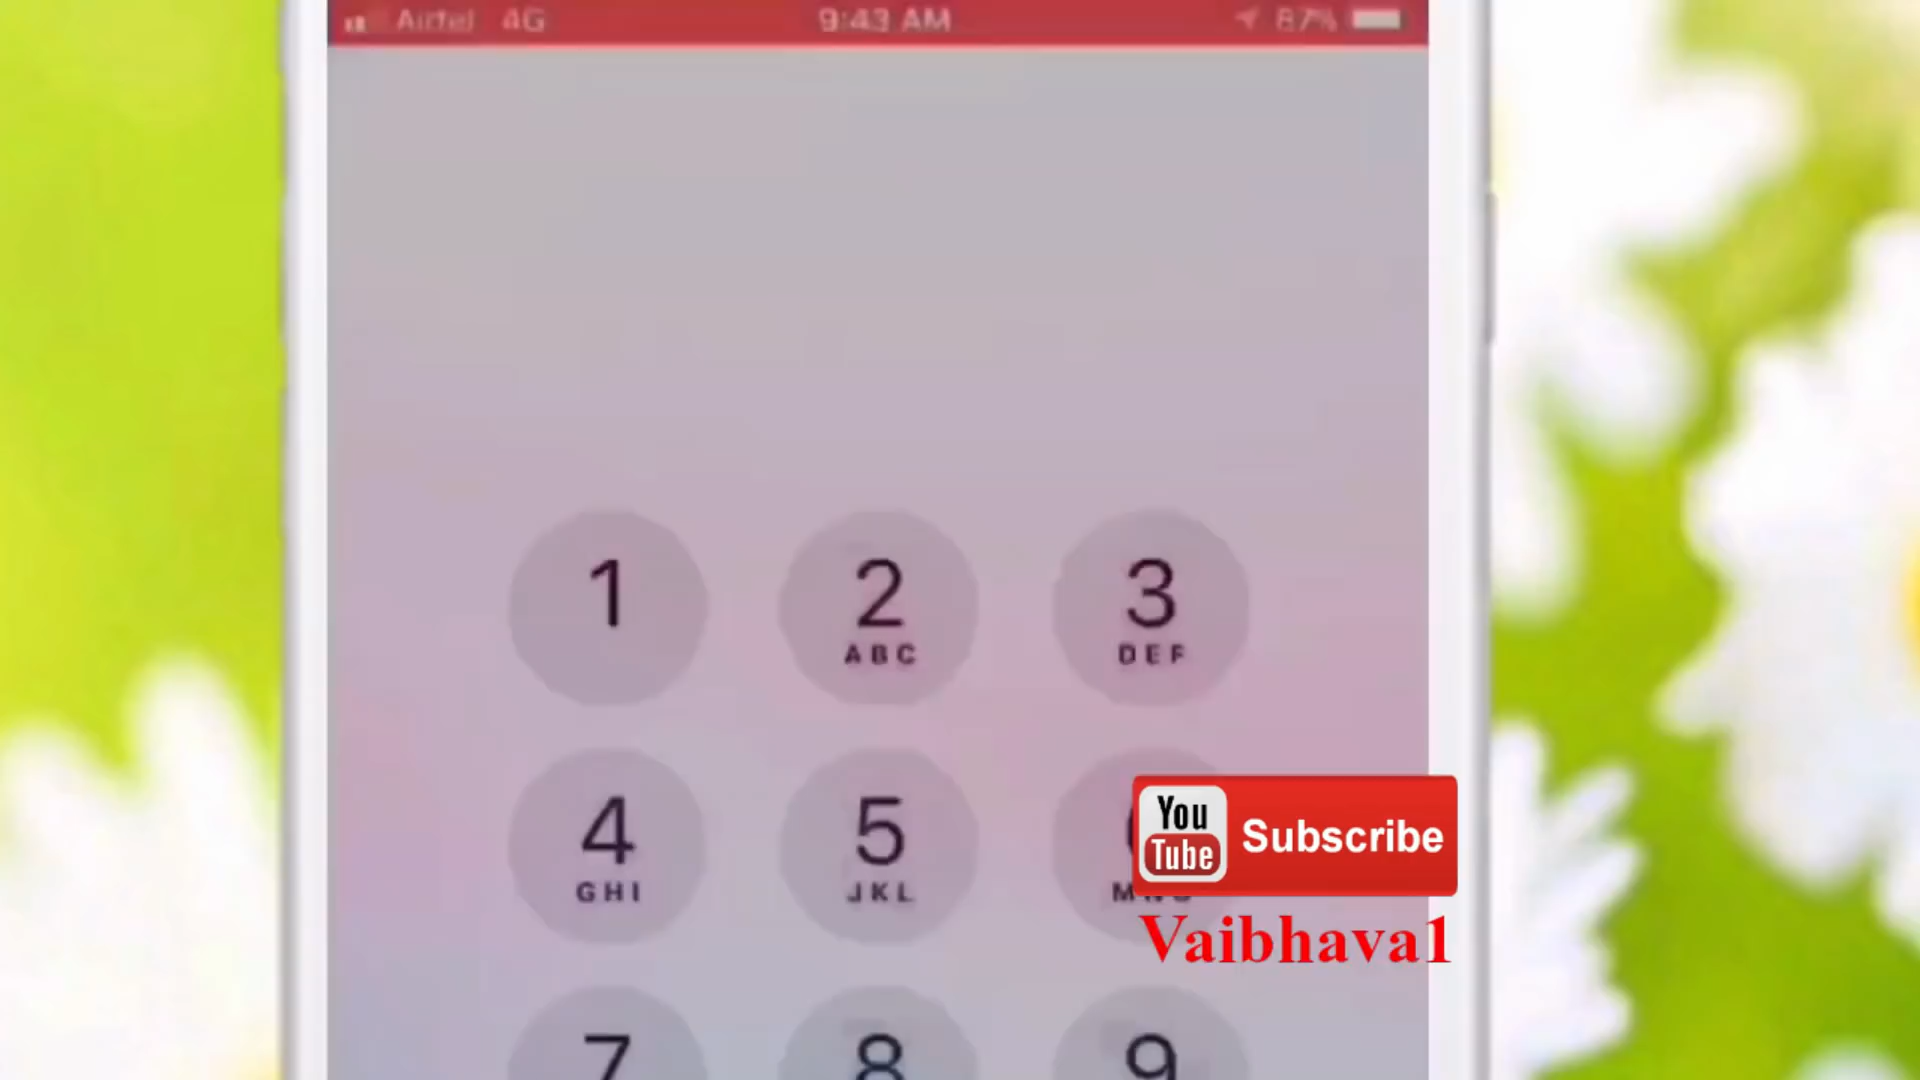 Airtel 4G 9:43 AM 87%
1 2 3
ABC DEF
4 5
GHI JKL
You
Tube
Subscribe
Vaibhava1
7 8 9